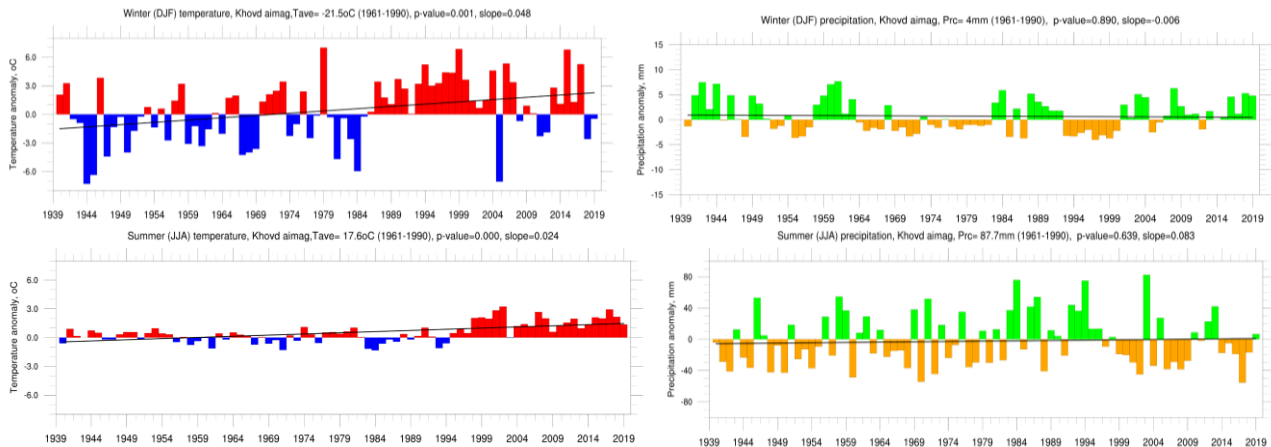 Winter (DJF) temperature, Khovd aimag,Tave= -21.5oC (1961-1990), p-value=0.001, slope=0.048
Temperature anomaly, oC
6.0
3.0
0.0
-3.0
-6.0
1939 1944 1949 1954 1959 1964 1969 1974 1979 1984 1989 1994 1999 2004 2009 2014 2019
Winter (DJF) precipitation, Khovd aimag, Prc= 4mm (1961-1990), p-value=0.890, slope=-0.006
Precipitation anomaly, mm
15
10
5
0
-5
-10
-15
1939 1944 1949 1954 1959 1964 1969 1974 1979 1984 1989 1994 1999 2004 2009 2014 2019
Summer (JJA) temperature, Khovd aimag,Tave= 17.6oC (1961-1990), p-value=0.000, slope=0.024
Temperature anomaly, oC
6.0
3.0
0.0
-3.0
-6.0
1939 1944 1949 1954 1959 1964 1969 1974 1979 1984 1989 1994 1999 2004 2009 2014 2019
Summer (JJA) precipitation, Khovd aimag, Prc= 87.7mm (1961-1990), p-value=0.639, slope=0.083
Precipitation anomaly, mm
80
40
0
-40
-80
1939 1944 1949 1954 1959 1964 1969 1974 1979 1984 1989 1994 1999 2004 2009 2014 2019